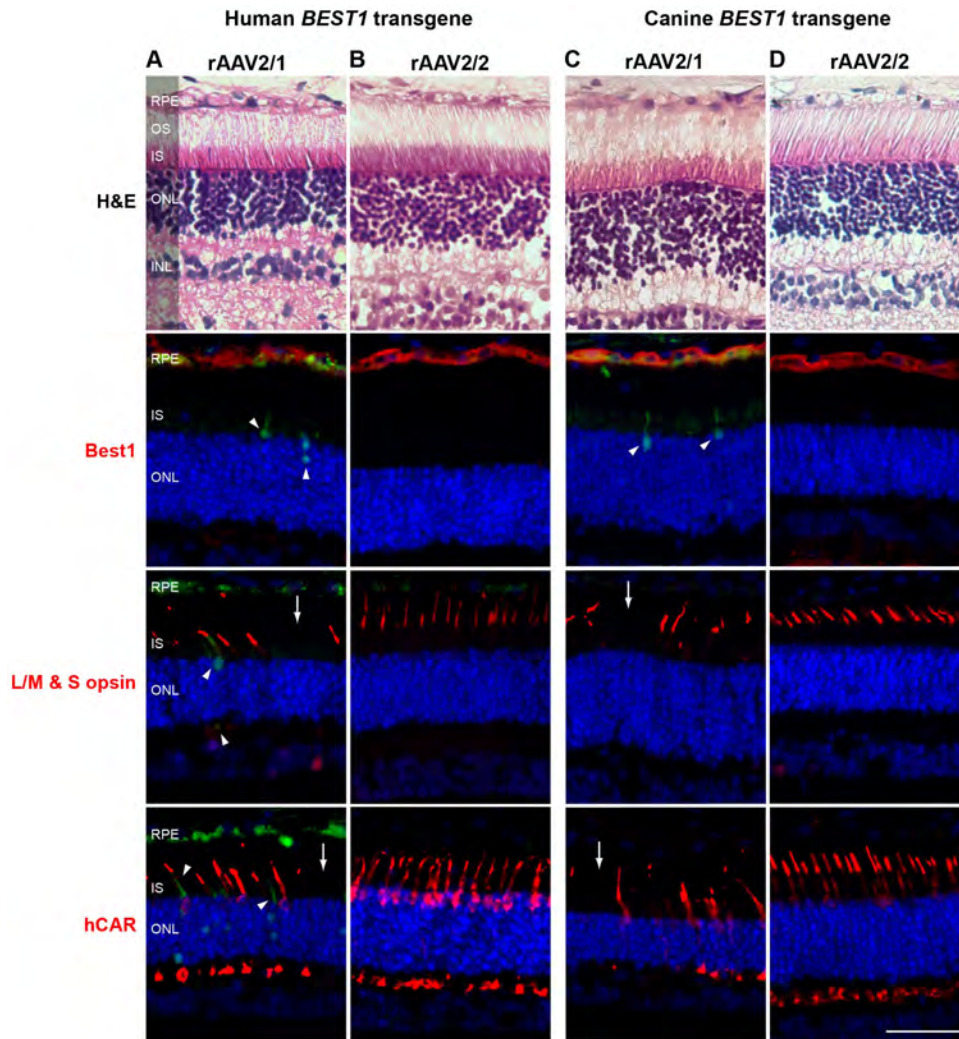 Human BEST1 transgene
Canine BEST1 transgene
A
rAAV2/1
B
rAAV2/2
C
rAAV2/1
D
rAAV2/2
H&E
RPE
OS
IS
ONL
INL
Best1
RPE
IS
ONL
L/M & S opsin
RPE
IS
ONL
hCAR
RPE
IS
ONL